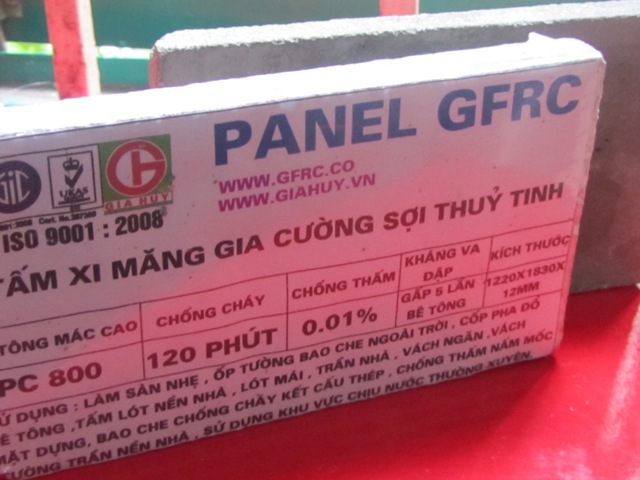 PANEL GFRC
GIC
UKAS
GIA HUY
WWW.GFRC.CO
WWW.GIAHUY.VN
ISO 9001 : 2008
TẤM XI MĂNG GIA CƯỜNG SỢI THUỶ TINH
TÔNG MÁC CAO
CHỐNG CHÁY
CHỐNG THẤM
KHÁNG VA ĐẬP
KÍCH THƯỚC
PC 800
120 PHÚT
0.01%
GẤP 5 LẦN BÊ TÔNG
1220X1830X
12MM
DỤNG : LÀM SÀN NHẸ , ỐP TƯỜNG BAO CHE NGOÀI TRỜI , CỐP PHA ĐỔ
BÊ TÔNG ,TẤM LÓT NỀN NHÀ , LÓT MÁI , TRẦN NHÀ , VÁCH NGĂN , VÁCH
MẶT DỰNG, BAO CHE CHỐNG CHÁY KẾT CẤU THÉP , CHỐNG THẤM NẤM MỐC
TƯỜNG TRẦN NỀN NHÀ , SỬ DỤNG KHU VỰC CHỊU NƯỚC THƯỜNG XUYÊN.